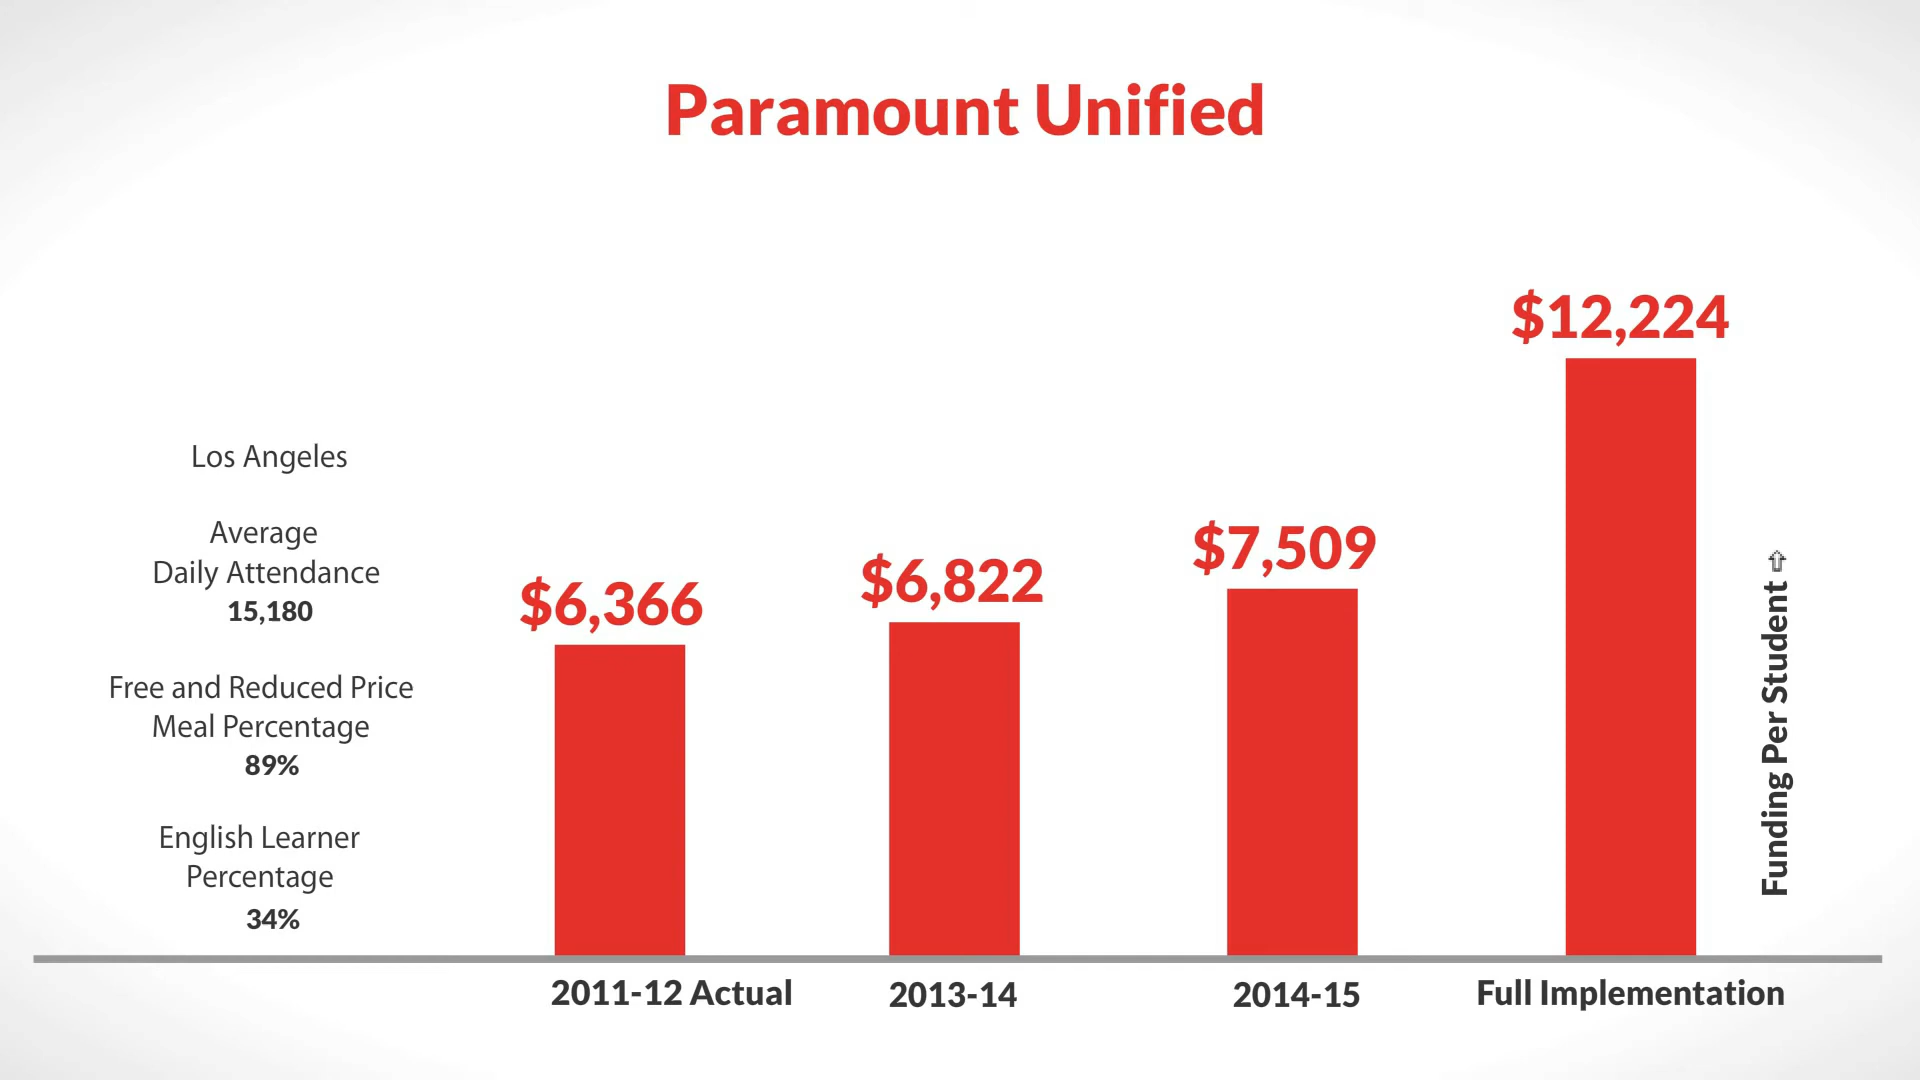 Paramount Unified
Los Angeles
Average
Daily Attendance
15,180
Free and Reduced Price
Meal Percentage
89%
English Learner
Percentage
34%
$6,366
$6,822
$7,509
$12,224
Funding Per Student ⇧
2011-12 Actual
2013-14
2014-15
Full Implementation